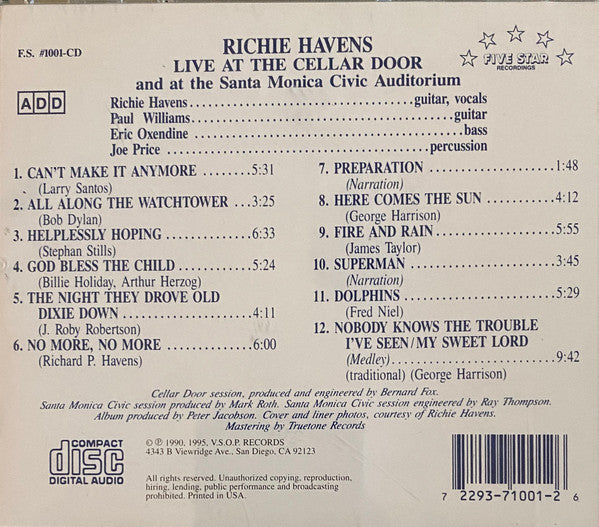 F.S. #1001-CD
RICHIE HAVENS
LIVE AT THE CELLAR DOOR
and at the Santa Monica Civic Auditorium
FIVE STAR
RECORDINGS
ADD
Richie Havens....................................guitar, vocals
Paul Williams....................................guitar
Eric Oxendine....................................bass
Joe Price....................................percussion
1. CAN'T MAKE IT ANYMORE ........5:31
(Larry Santos)
2. ALL ALONG THE WATCHTOWER ...3:25
(Bob Dylan)
3. HELPLESSLY HOPING ..............6:33
(Stephan Stills)
4. GOD BLESS THE CHILD .............5:24
(Billie Holiday, Arthur Herzog)
5. THE NIGHT THEY DROVE OLD
DIXIE DOWN ....................4:11
(J. Roby Robertson)
6. NO MORE, NO MORE .............6:00
(Richard P. Havens)
7. PREPARATION ......................1:48
(Narration)
8. HERE COMES THE SUN ............4:12
(George Harrison)
9. FIRE AND RAIN ...................5:55
(James Taylor)
10. SUPERMAN .......................3:45
(Narration)
11. DOLPHINS ........................5:29
(Fred Niel)
12. NOBODY KNOWS THE TROUBLE
I'VE SEEN/MY SWEET LORD
(Medley)..........................9:42
(traditional) (George Harrison)
Cellar Door session, produced and engineered by Bernard Fox.
Santa Monica Civic session produced by Mark Roth. Santa Monica Civic session engineered by Ray Thompson.
Album produced by Peter Jacobson. Cover and liner photos, courtesy of Richie Havens.
Mastering by Truetone Records
COMPACT
disc
DIGITAL AUDIO
© ℗ 1990, 1995, V.S.O.P. RECORDS
4343 B Viewridge Ave., San Diego, CA 92123
All rights reserved. Unauthorized copying, reproduction,
hiring, lending, public performance and broadcasting
prohibited. Printed in USA.
7 22937-1001-2 6